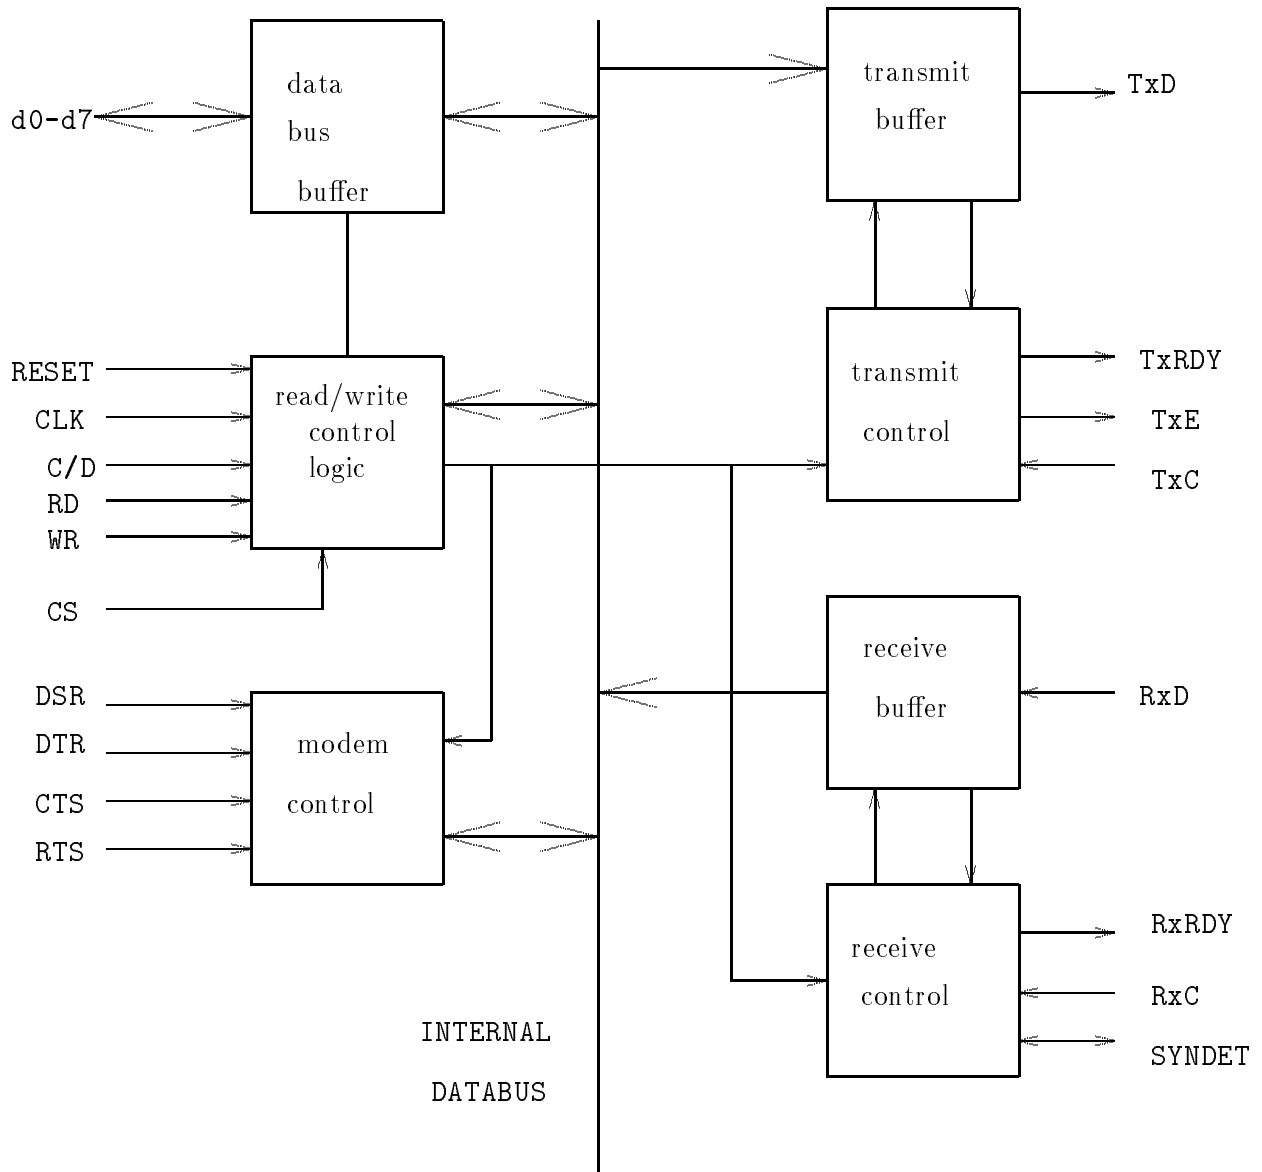 data
bus
buffer
d0-d7
transmit
buffer
TxD
RESET
CLK
C/D
RD
WR
CS
read/write
control
logic
transmit
control
TxRDY
TxE
TxC
DSR
DTR
CTS
RTS
modem
control
receive
buffer
RxD
receive
control
RxRDY
RxC
SYNDET
INTERNAL
DATABUS